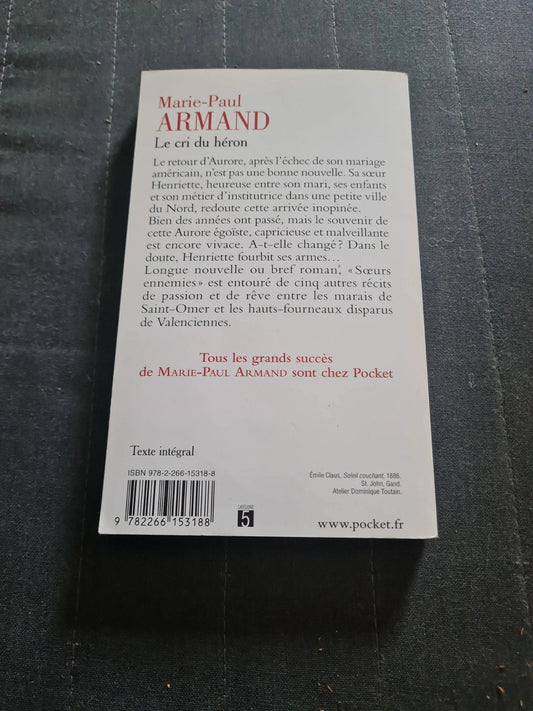 Marie-Paul
ARMAND
Le cri du héron
Le retour d'Aurore, après l'échec de son mariage
américain, n'est pas une bonne nouvelle. Sa sœur
Henriette, heureuse entre son mari, ses enfants
et son métier d'institutrice dans une petite ville
du Nord, redoute cette arrivée inopinée.
Bien des années ont passé, mais le souvenir de
cette Aurore égoïste, capricieuse et malveillante
est encore vivace. A-t-elle changé ? Dans le
doute, Henriette fourbit ses armes...
Longue nouvelle ou bref roman, « Sœurs
ennemies » est entouré de cinq autres récits
de passion et de rêve entre les marais de
Saint-Omer et les hauts-fourneaux disparus
de Valenciennes.
Tous les grands succès
de MARIE-PAUL ARMAND sont chez Pocket
Texte intégral
ISBN 978-2-266-15318-8
9 782266 153188
CATÉGORIE
5
Émile Claus, Soleil couchant, 1886.
St. John, Gand.
Atelier Dominique Toutain.
www.pocket.fr